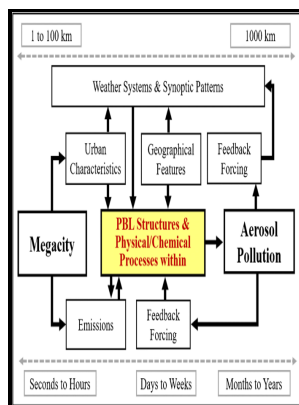 1 to 100 km
1000 km
Weather Systems & Synoptic Patterns
Urban
Characteristics
Geographical
Features
Feedback
Forcing
Megacity
PBL Structures &
Physical/Chemical
Processes within
Aerosol
Pollution
Emissions
Feedback
Forcing
Seconds to Hours
Days to Weeks
Months to Years